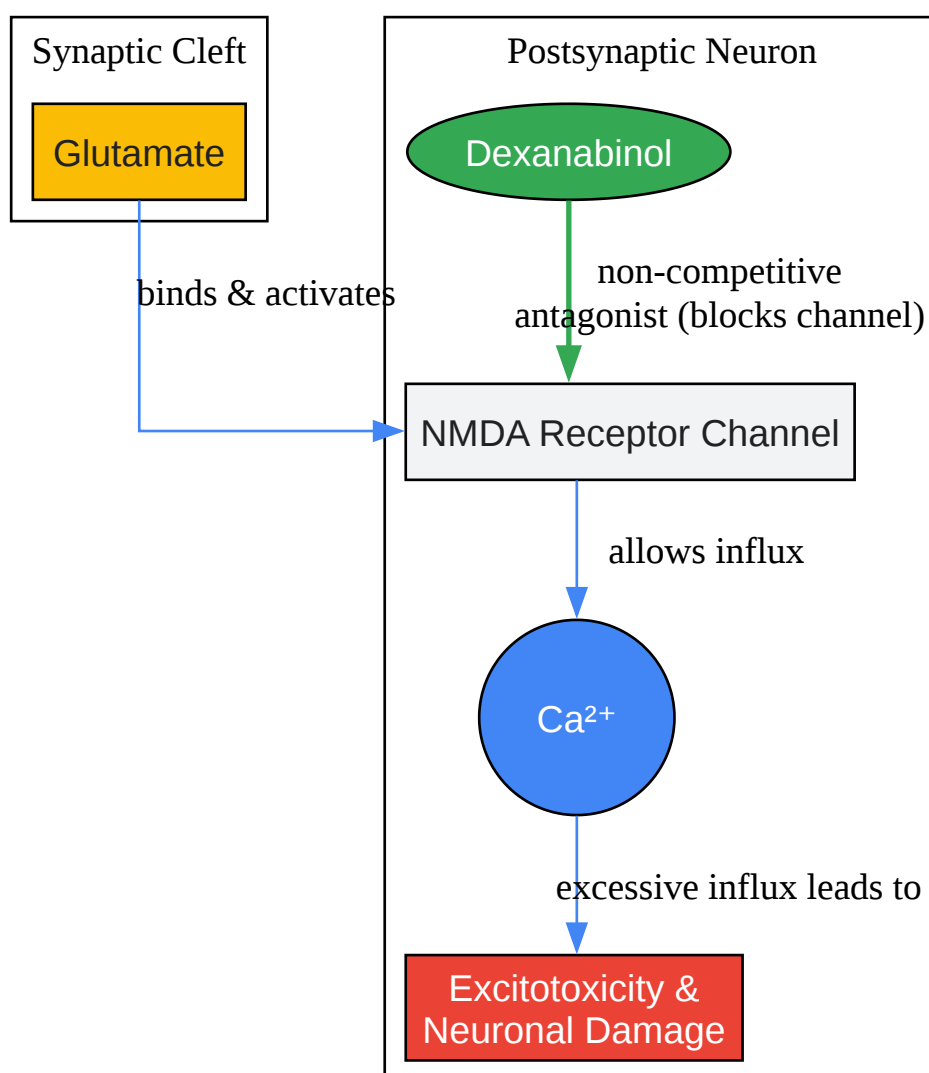 Synaptic Cleft
Postsynaptic Neuron
Glutamate
Dexanabinol
binds & activates
non-competitive
antagonist (blocks channel)
NMDA Receptor Channel
allows influx
Ca²⁺
excessive influx leads to
Excitotoxicity &
Neuronal Damage